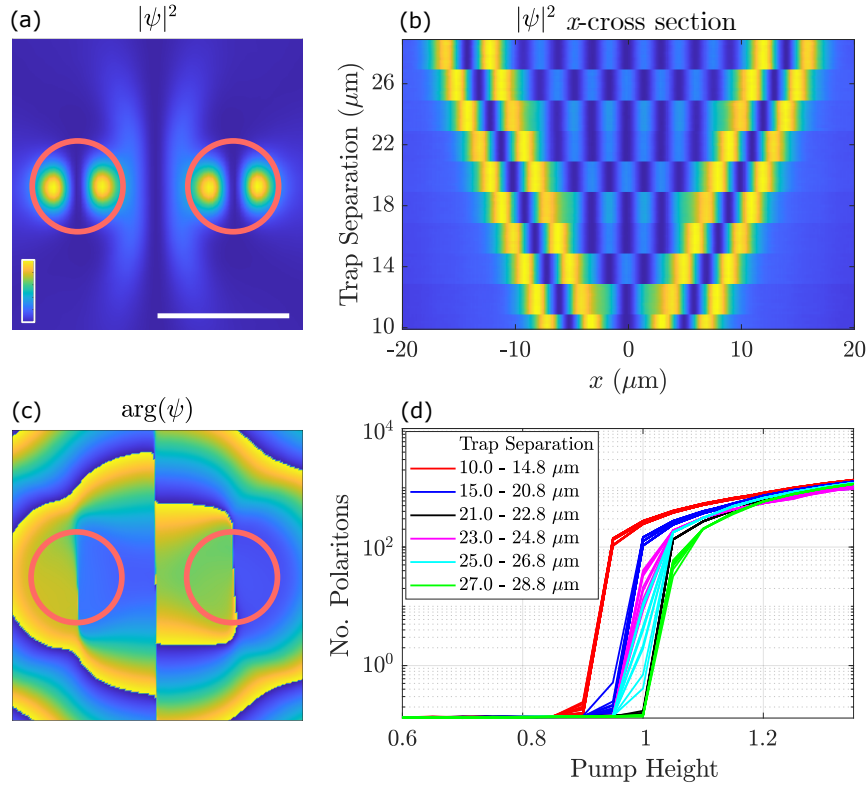 (a)
|ψ|²
(b)
|ψ|² x-cross section
Trap Separation (μm)
26
22
18
14
10
-20
-10
0
10
20
x (μm)
(c)
arg(ψ)
(d)
No. Polaritons
10⁴
10²
10⁰
Trap Separation
10.0 - 14.8 μm
15.0 - 20.8 μm
21.0 - 22.8 μm
23.0 - 24.8 μm
25.0 - 26.8 μm
27.0 - 28.8 μm
0.6
0.8
1
1.2
Pump Height